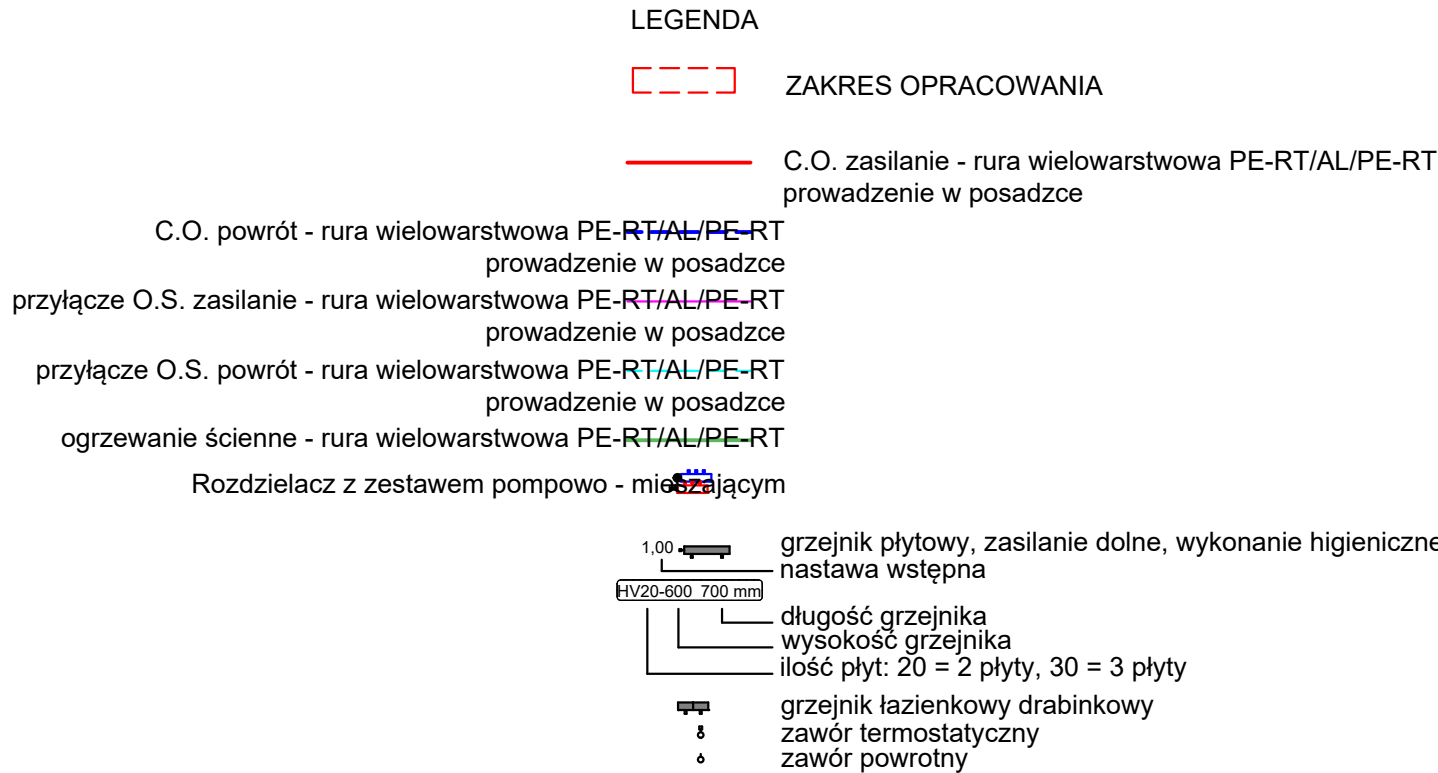 LEGENDA
ZAKRES OPRACOWANIA
C.O. zasilanie - rura wielowarstwowa PE-RT/AL/PE-RT
prowadzenie w posadzce
C.O. powrót - rura wielowarstwowa PE-RT/AL/PE-RT
prowadzenie w posadzce
przyłącze O.S. zasilanie - rura wielowarstwowa PE-RT/AL/PE-RT
prowadzenie w posadzce
przyłącze O.S. powrót - rura wielowarstwowa PE-RT/AL/PE-RT
prowadzenie w posadzce
ogrzewanie ścienne - rura wielowarstwowa PE-RT/AL/PE-RT
Rozdzielacz z zestawem pompowo - mieszającym
1,00 grzejnik płytowy, zasilanie dolne, wykonanie higieniczne
nastawa wstępna
HV20-600 700 mm
długość grzejnika
wysokość grzejnika
ilość płyt: 20 = 2 płyty, 30 = 3 płyty
grzejnik łazienkowy drabinkowy
zawór termostatyczny
zawór powrotny